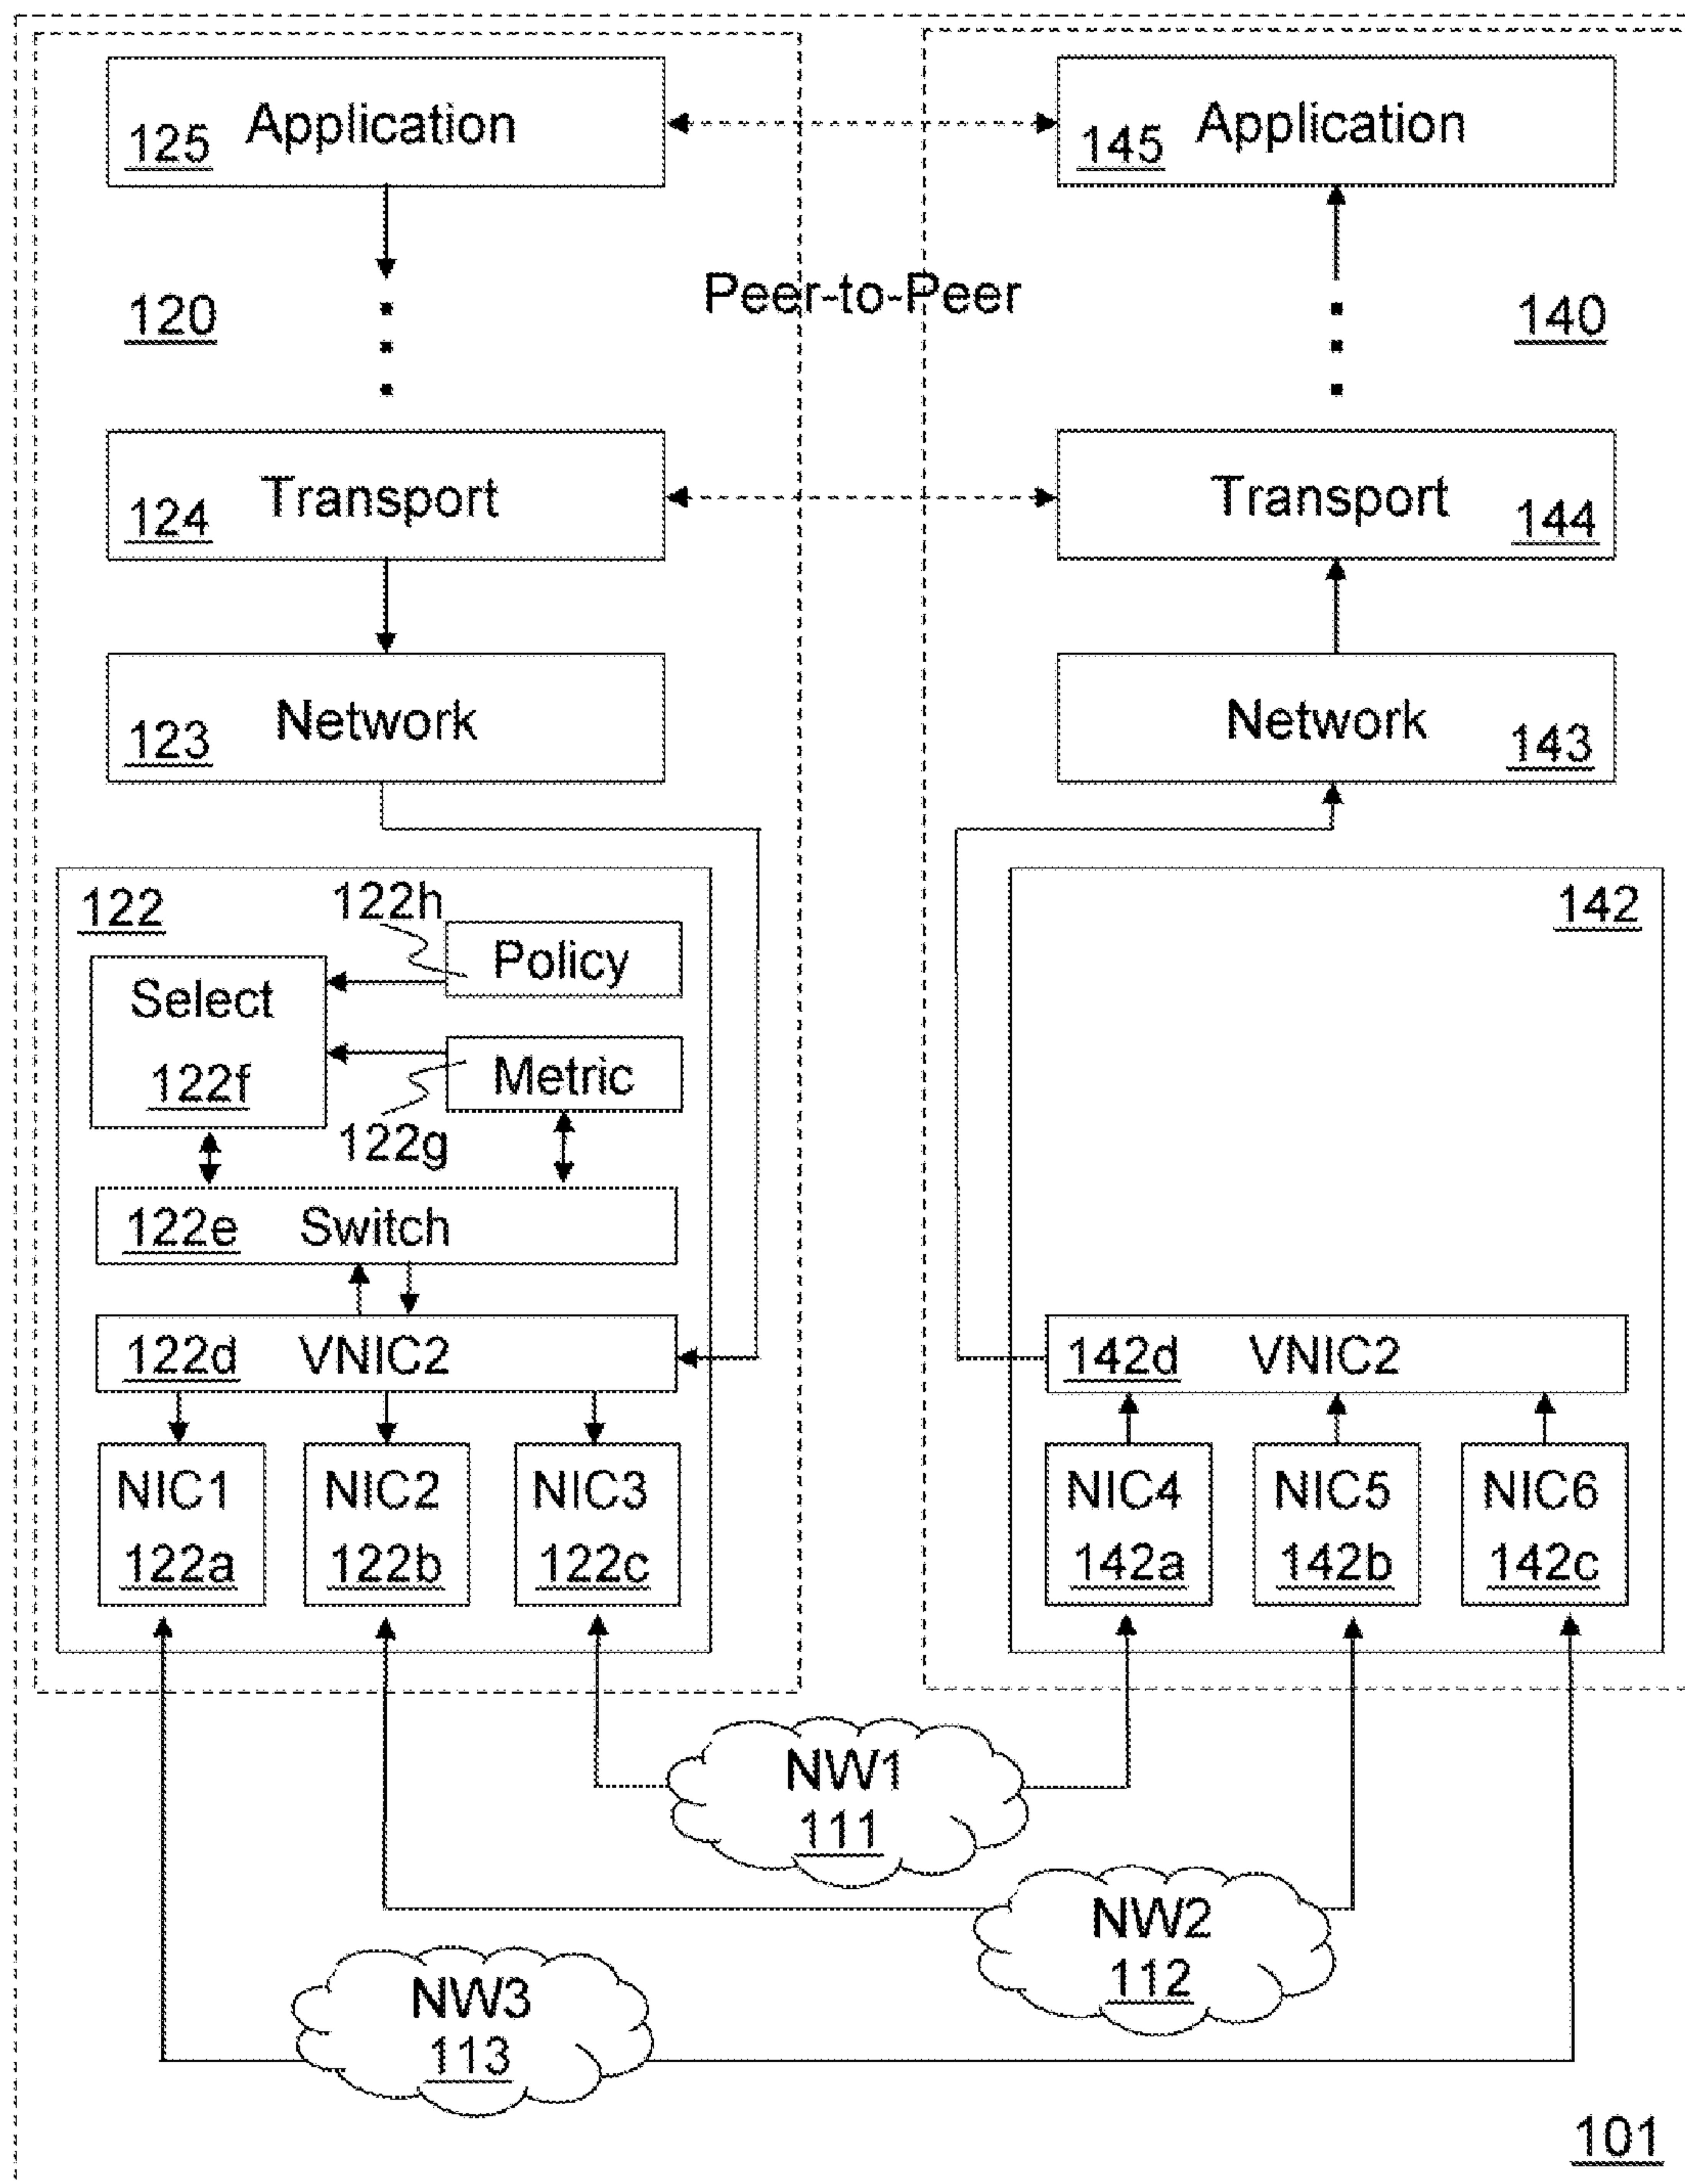 Application
125
Application
145
Peer-to-Peer
120
140
Transport
124
Transport
144
Network
123
Network
143
122
122h
Policy
142
Select
122f
Metric
122g
122e Switch
122d VNIC2
142d VNIC2
NIC1
122a
NIC2
122b
NIC3
122c
NIC4
142a
NIC5
142b
NIC6
142c
NW1
111
NW2
112
NW3
113
101